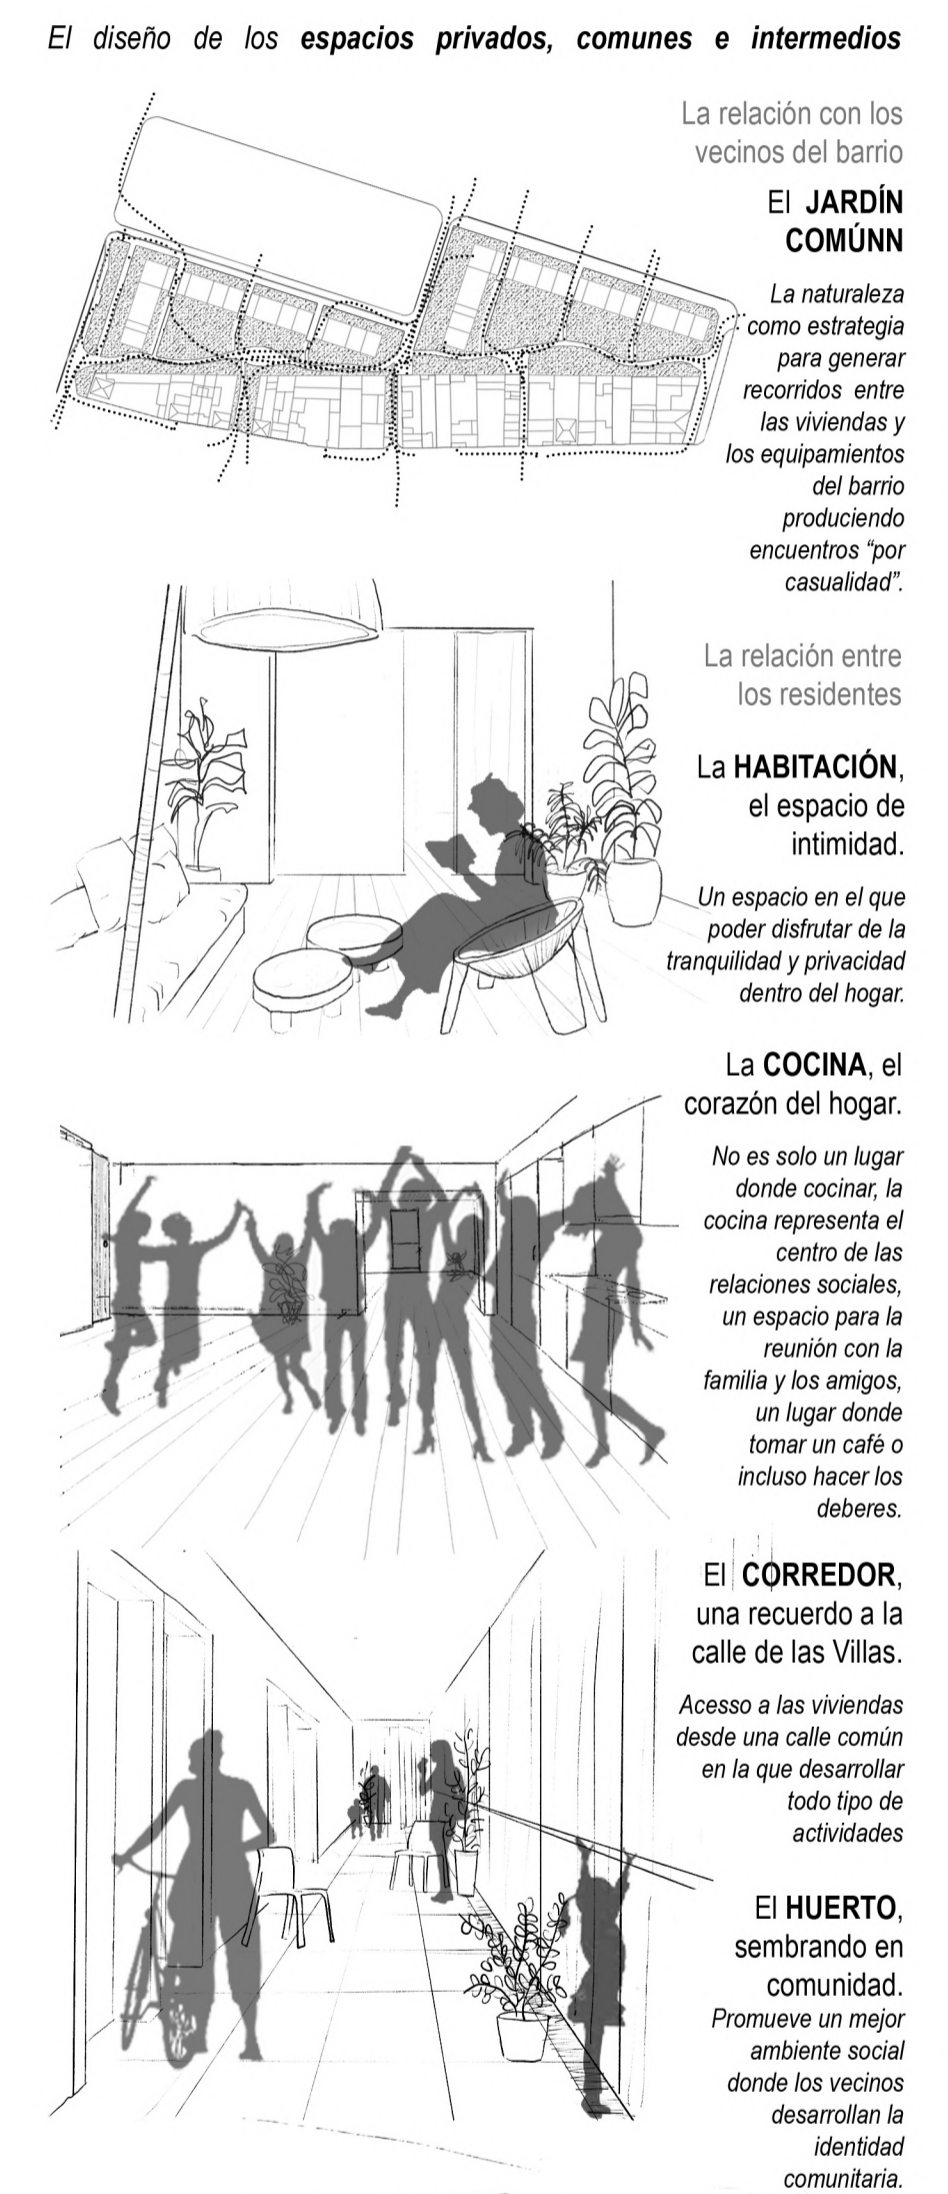 El diseño de los espacios privados, comunes e intermedios
La relación con los
vecinos del barrio
El JARDÍN
COMÚNN
La naturaleza
como estrategia
para generar
recorridos entre
las viviendas y
los equipamientos
del barrio
produciendo
encuentros “por
casualidad”.
La relación entre
los residentes
La HABITACIÓN,
el espacio de
intimidad.
Un espacio en el que
poder disfrutar de la
tranquilidad y privacidad
dentro del hogar.
La COCINA, el
corazón del hogar.
No es solo un lugar
donde cocinar, la
cocina representa el
centro de las
relaciones sociales,
un espacio para la
reunión con la
familia y los amigos,
un lugar donde
tomar un café o
incluso hacer los
deberes.
El CORREDOR,
una recuerdo a la
calle de las Villas.
Acesso a las viviendas
desde una calle común
en la que desarrollar
todo tipo de
actividades
El HUERTO,
sembrando en
comunidad.
Promueve un mejor
ambiente social
donde los vecinos
desarrollan la
identidad
comunitaria.